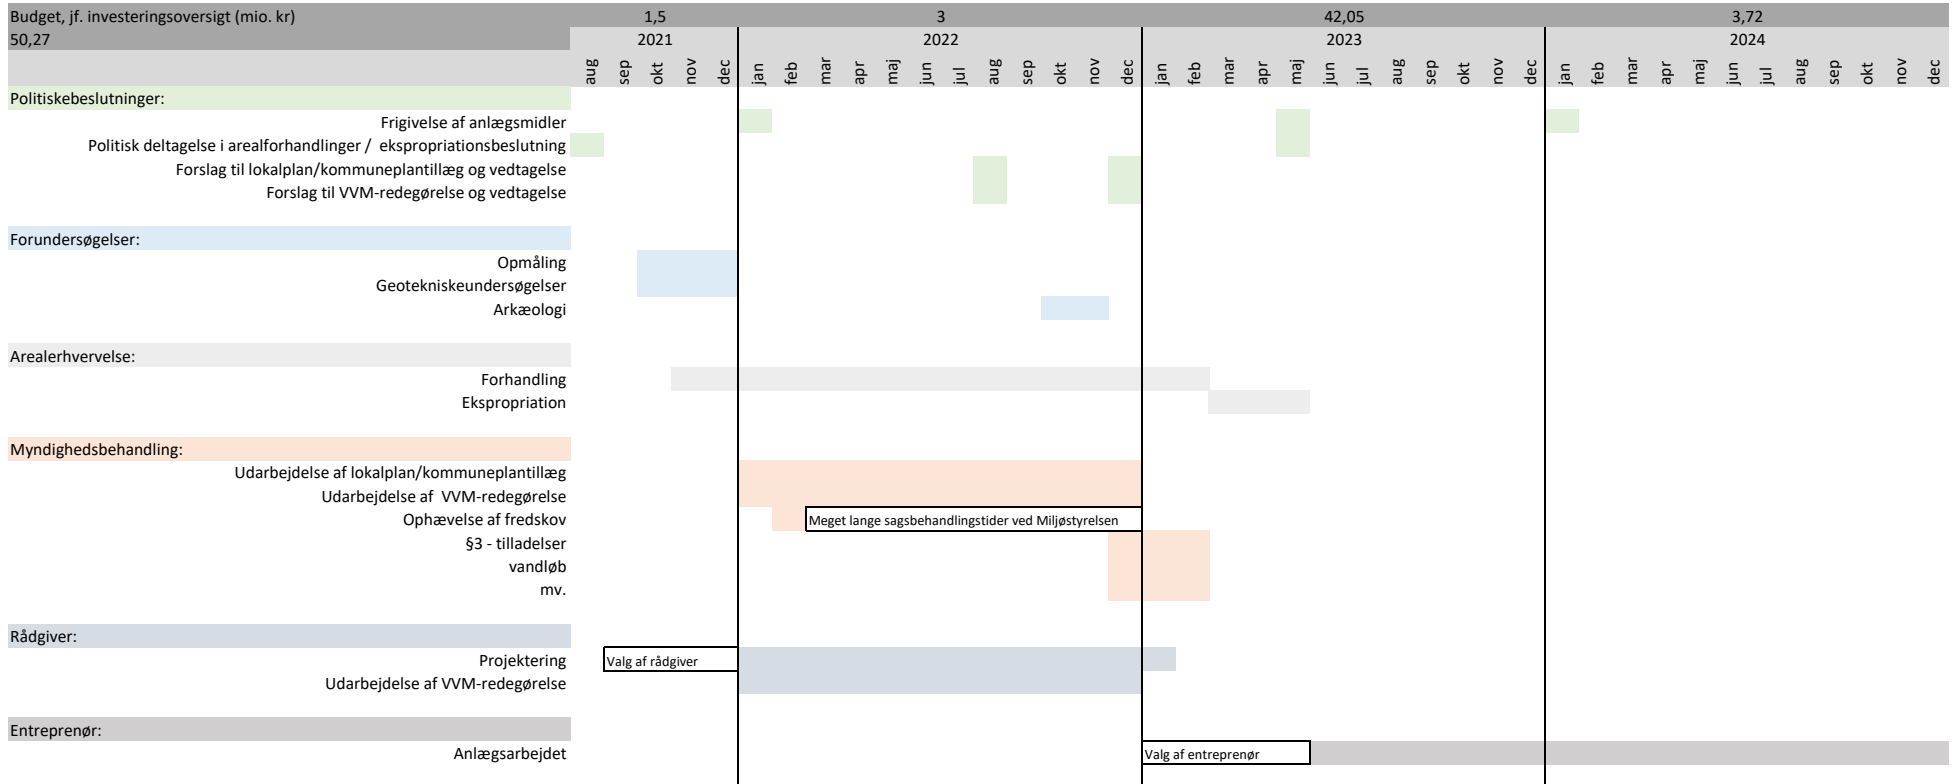 Budget, jf. investeringsoversigt (mio. kr) 1,5 3 42,05 3,72
50,27 2021 2022 2023 2024
aug sep okt nov dec jan feb mar apr maj jun jul aug sep okt nov dec jan feb mar apr maj jun jul aug sep okt nov dec jan feb mar apr maj jun jul aug sep okt nov dec
Politiskebeslutninger:
Frigivelse af anlægsmidler
Politisk deltagelse i arealforhandlinger / ekspropriationsbeslutning
Forslag til lokalplan/kommuneplantillæg og vedtagelse
Forslag til VVM-redegørelse og vedtagelse
Forundersøgelser:
Opmåling
Geotekniskeundersøgelser
Arkæologi
Arealerhvervelse:
Forhandling
Ekspropriation
Myndighedsbehandling:
Udarbejdelse af lokalplan/kommuneplantillæg
Udarbejdelse af VVM-redegørelse
Ophævelse af fredskov Meget lange sagsbehandlingstider ved Miljøstyrelsen
§3 - tilladelser
vandløb
mv.
Rådgiver:
Projektering Valg af rådgiver
Udarbejdelse af VVM-redegørelse
Entreprenør:
Anlægsarbejdet Valg af entreprenør